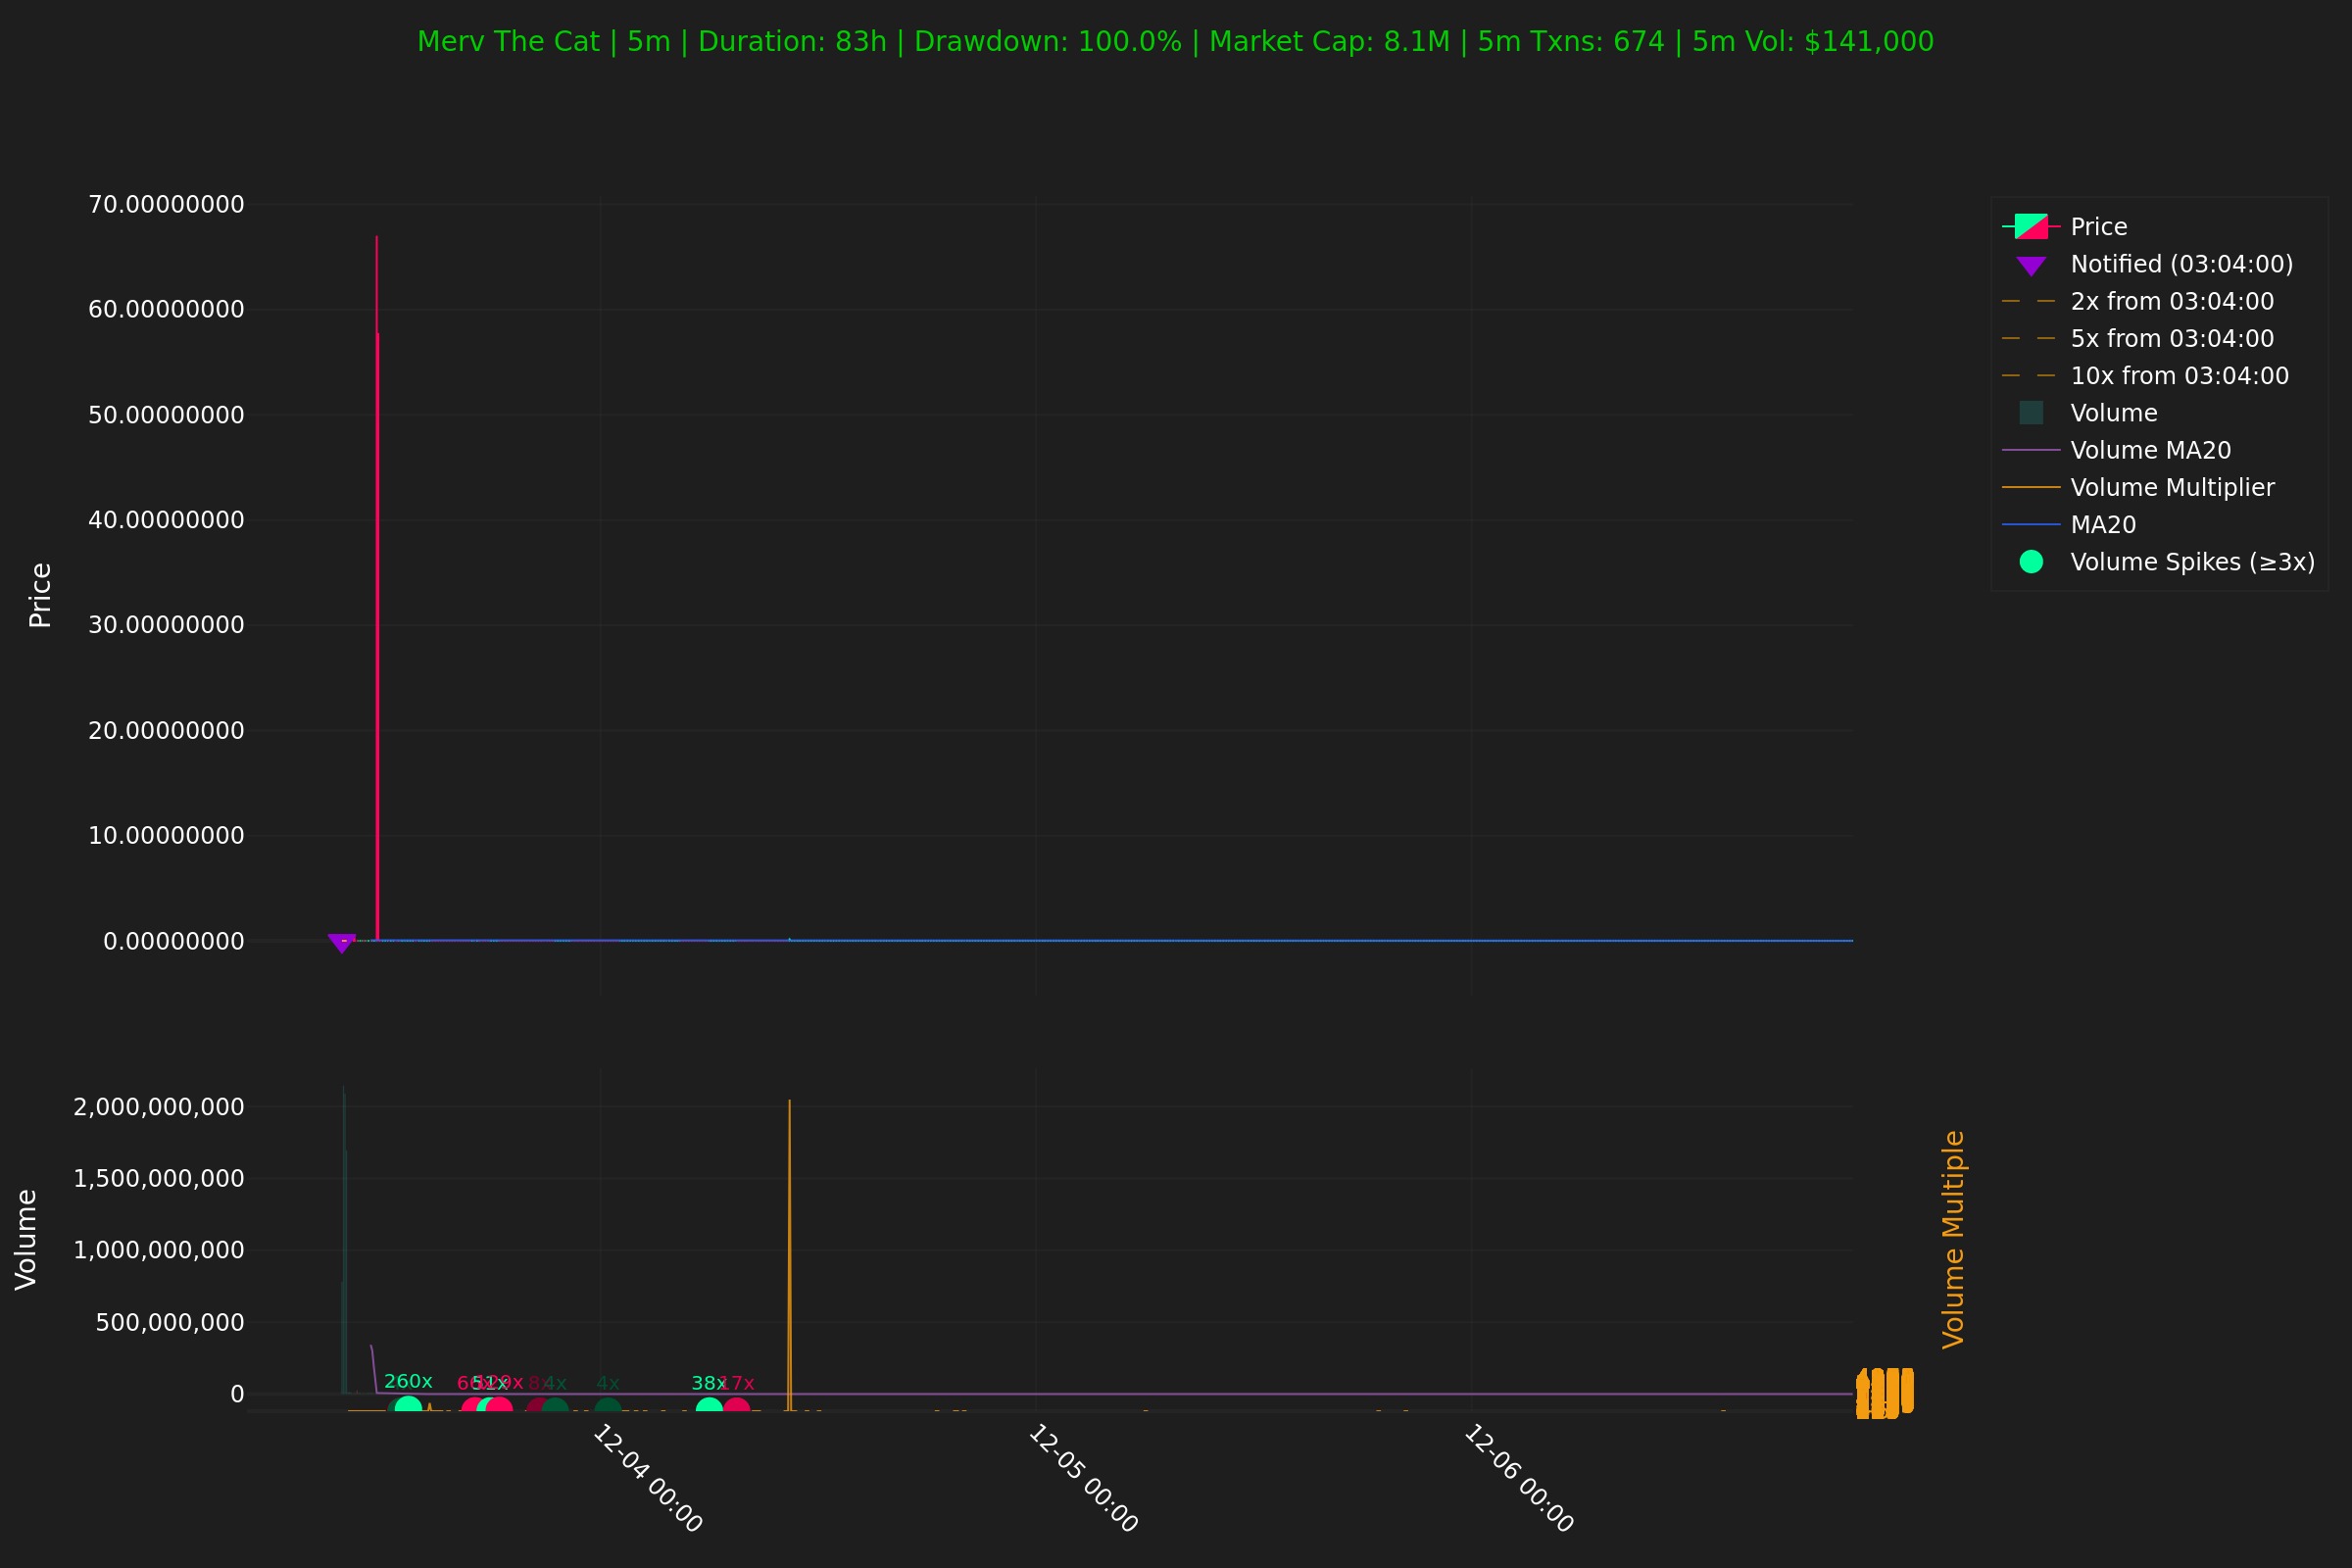 Merv The Cat | 5m | Duration: 83h | Drawdown: 100.0% | Market Cap: 8.1M | 5m Txns: 674 | 5m Vol: $141,000
70.00000000
60.00000000
50.00000000
40.00000000
30.00000000
20.00000000
10.00000000
0.00000000
Price
Price
Notified (03:04:00)
2x from 03:04:00
5x from 03:04:00
10x from 03:04:00
Volume
Volume MA20
Volume Multiplier
MA20
Volume Spikes (≥3x)
2,000,000,000
1,500,000,000
1,000,000,000
500,000,000
0
Volume
260x
51x
4x
4x
38x
17x
Volume Multiple
12-04 00:00
12-05 00:00
12-06 00:00